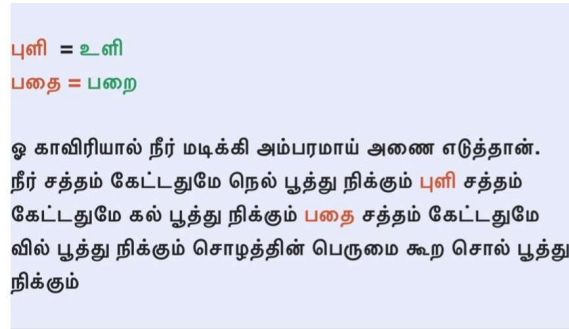 புளி = உளி
பதை = பறை
ஓ காவிரியால் நீர் மடிக்கி அம்பரமாய் அணை எடுத்தான்.
நீர் சத்தம் கேட்டதுமே நெல் பூத்து நிக்கும் புளி சத்தம்
கேட்டதுமே கல் பூத்து நிக்கும் பதை சத்தம் கேட்டதுமே
வில் பூத்து நிக்கும் சொழத்தின் பெருமை கூற சொல் பூத்து
நிக்கும்